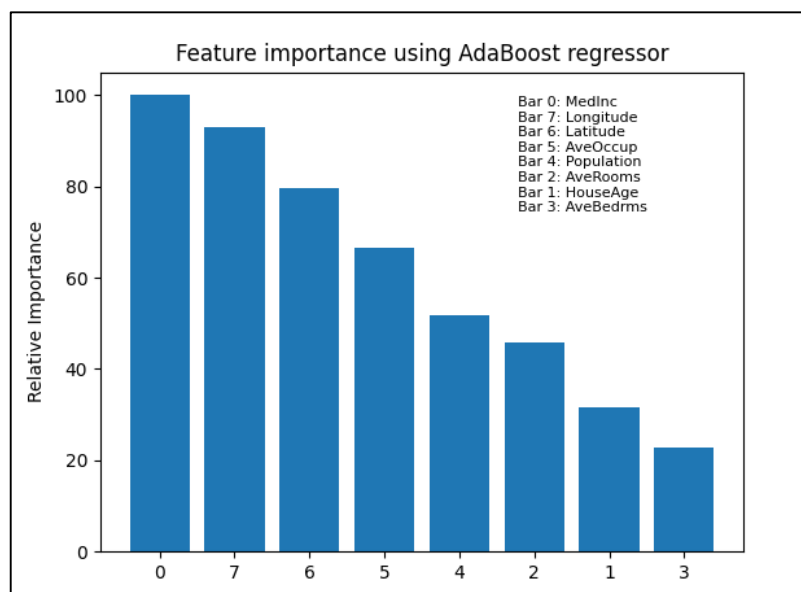 Feature importance using AdaBoost regressor
100
80
60
40
20
0
Relative Importance
Bar 0: MedInc
Bar 7: Longitude
Bar 6: Latitude
Bar 5: AveOccup
Bar 4: Population
Bar 2: AveRooms
Bar 1: HouseAge
Bar 3: AveBedrms
0 7 6 5 4 2 1 3